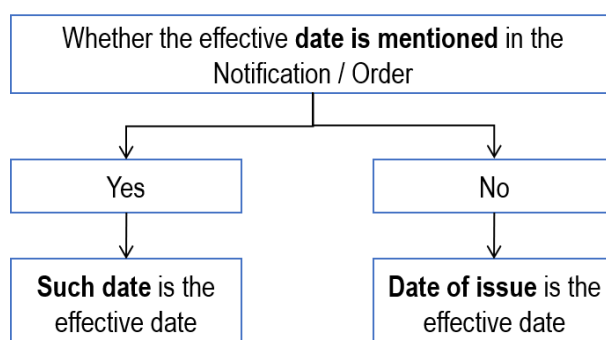 Whether the effective date is mentioned in the
Notification / Order
Yes
No
Such date is the
effective date
Date of issue is the
effective date